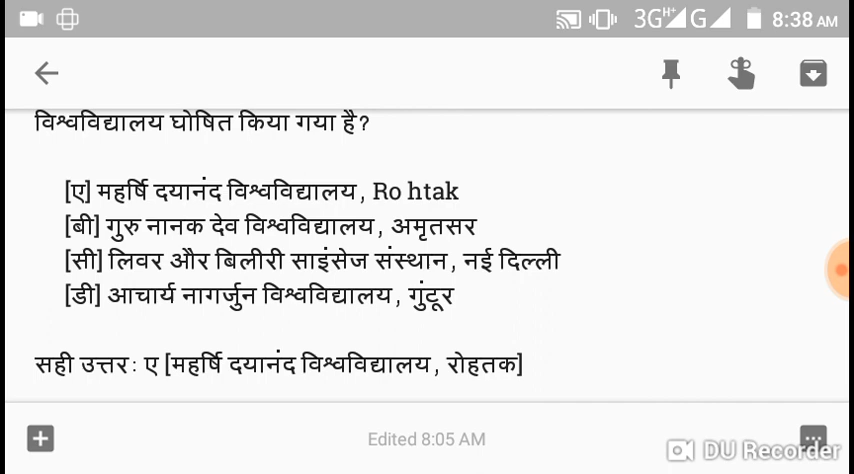 3G H+ G 8:38 AM
विश्वविद्यालय घोषित किया गया है?
[ए] महर्षि दयानंद विश्वविद्यालय, Ro htak
[बी] गुरु नानक देव विश्वविद्यालय, अमृतसर
[सी] लिवर और बिलीरी साइंसेज संस्थान, नई दिल्ली
[डी] आचार्य नागर्जुन विश्वविद्यालय, गुंटूर
सही उत्तर: ए [महर्षि दयानंद विश्वविद्यालय, रोहतक]
Edited 8:05 AM
DU Recorder